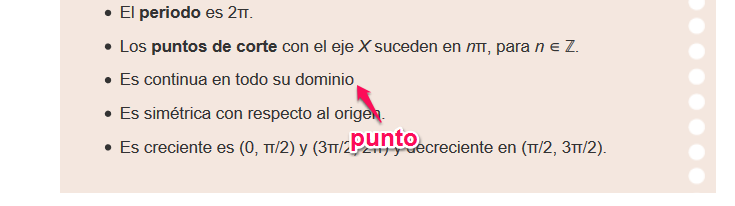 El periodo es 2π.
Los puntos de corte con el eje X suceden en nπ, para n ∈ ℤ.
Es continua en todo su dominio
Es simétrica con respecto al origen.
punto
Es creciente es (0, π/2) y (3π/2, 2π) y decreciente en (π/2, 3π/2).